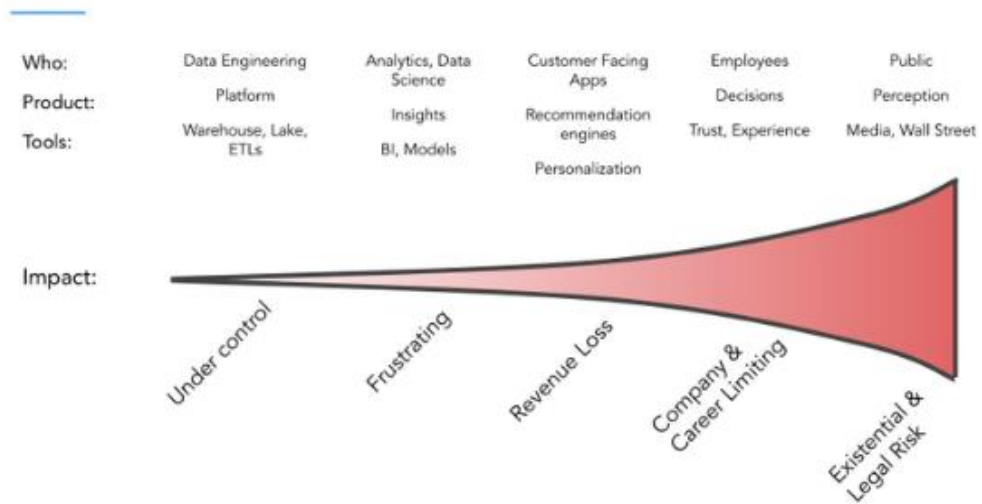 Who:
Product:
Tools:
Data Engineering
Platform
Warehouse, Lake,
ETLs
Analytics, Data
Science
Insights
BI, Models
Customer Facing
Apps
Recommendation
engines
Personalization
Employees
Decisions
Trust, Experience
Public
Perception
Media, Wall Street
Impact:
Under control
Frustrating
Revenue Loss
Company &
Career Limiting
Existential &
Legal Risk